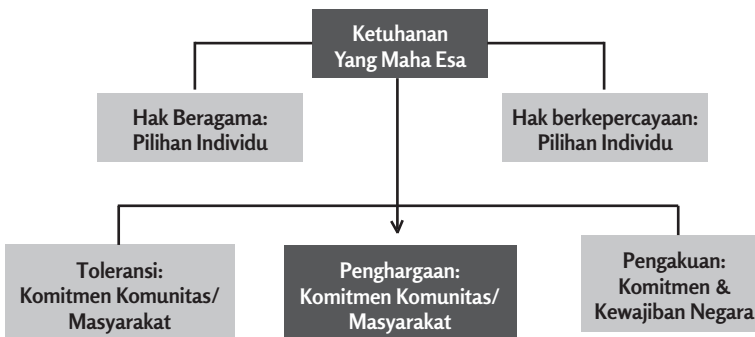 Ketuhanan
Yang Maha Esa
Hak Beragama:
Pilihan Individu
Hak berkepercayaan:
Pilihan Individu
Toleransi:
Komitmen Komunitas/
Masyarakat
Penghargaan:
Komitmen Komunitas/
Masyarakat
Pengakuan:
Komitmen &
Kewajiban Negara